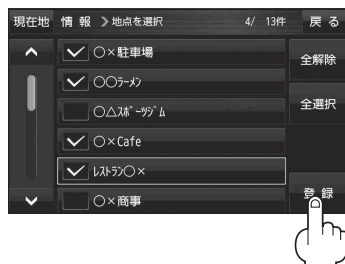 現在地 情 報 》地点を選択 4/ 13件 戻 る
○×駐車場
全解除
○○ラーメン
全選択
○△スポーツジム
○×Cafe
レストラン○×
○×商事
登 録